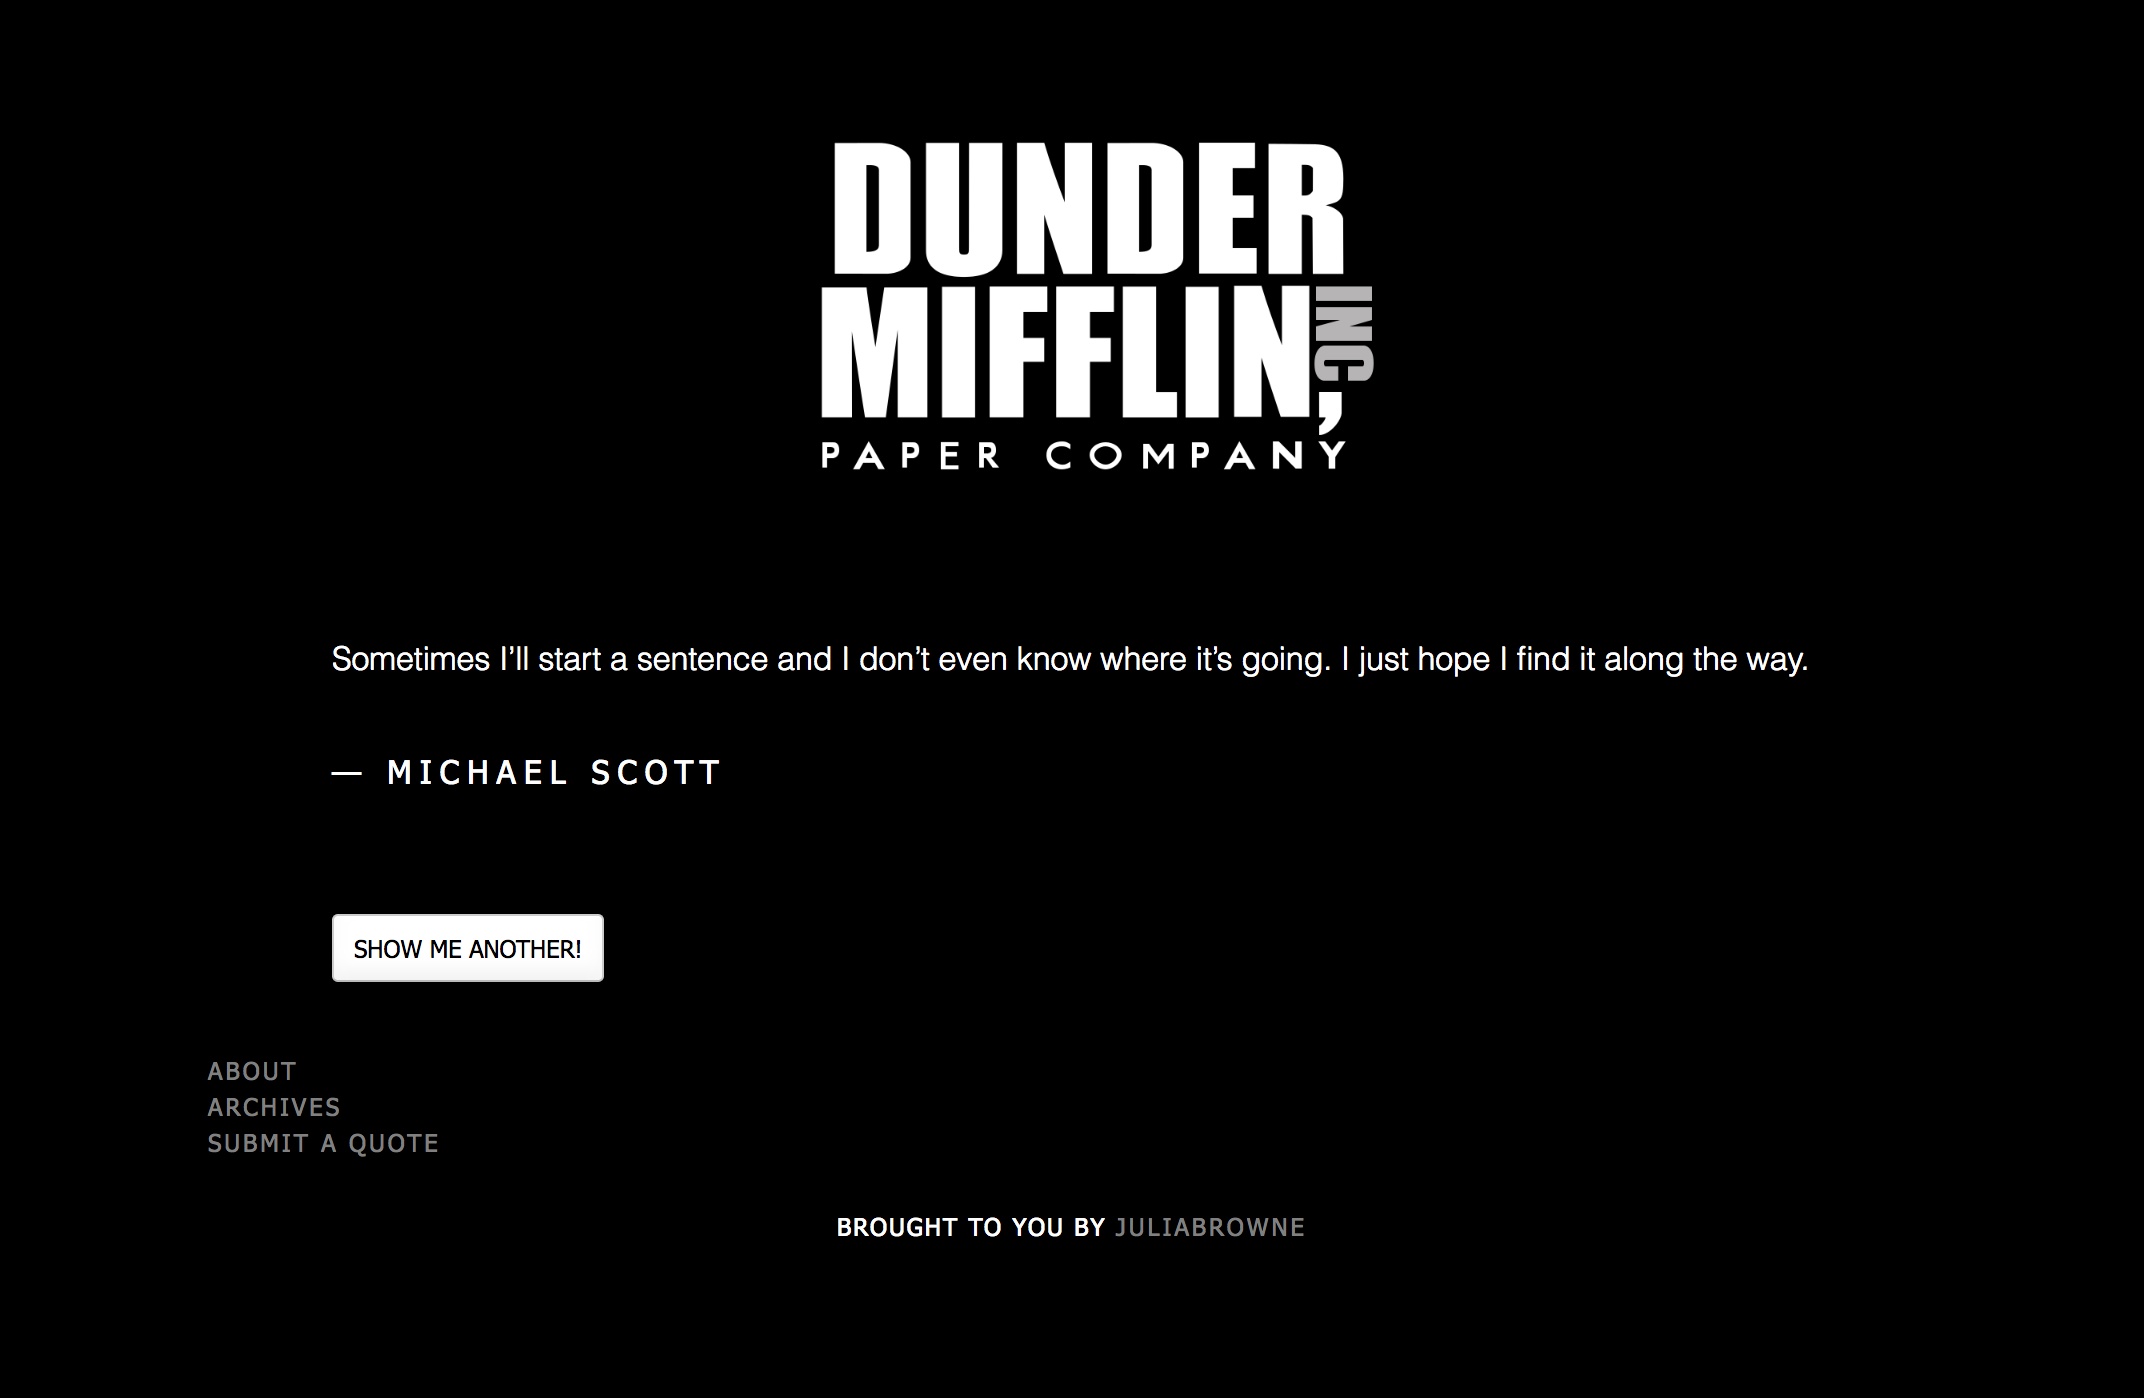 DUNDER
MIFFLIN, INC
PAPER COMPANY
Sometimes I’ll start a sentence and I don’t even know where it’s going. I just hope I find it along the way.
— MICHAEL SCOTT
SHOW ME ANOTHER!
ABOUT
ARCHIVES
SUBMIT A QUOTE
BROUGHT TO YOU BY JULIABROWNE